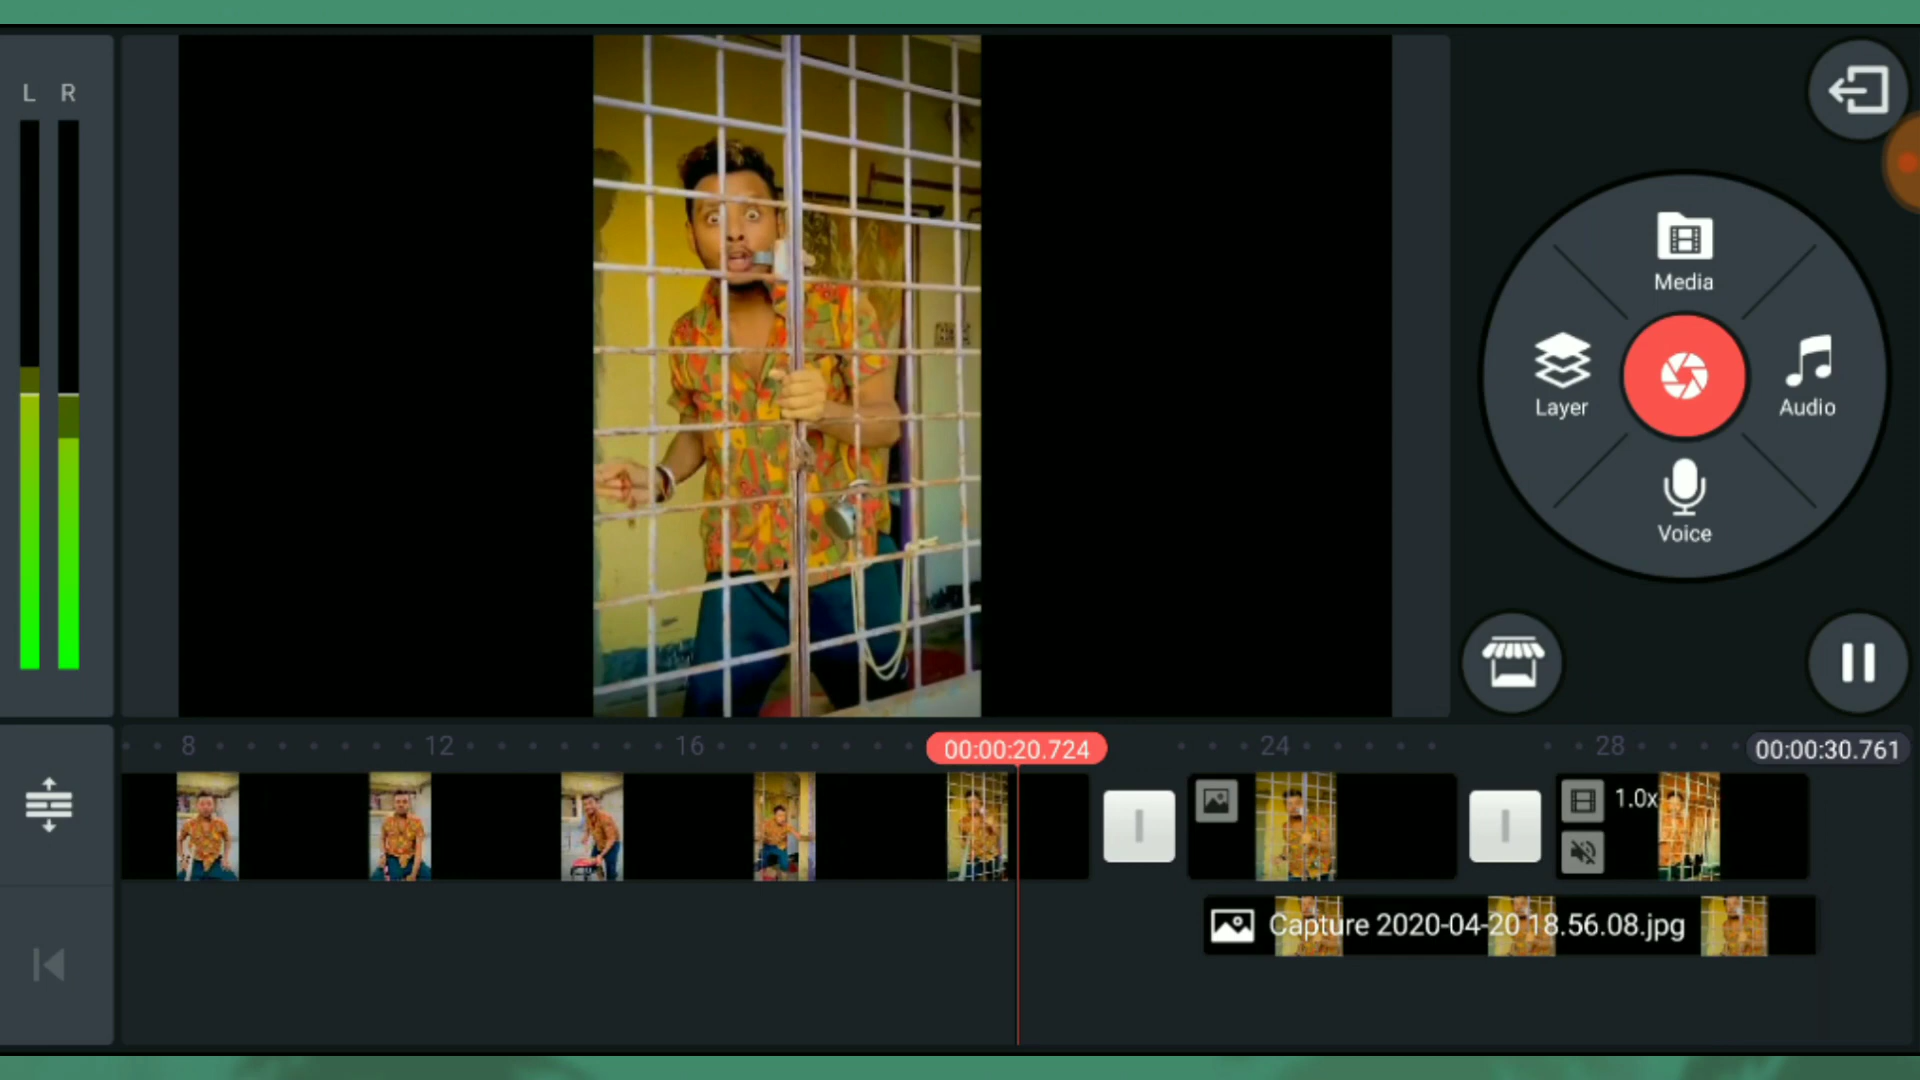 L R
Media
Layer
Audio
Voice
8 12 16 00:00:20.724 24 28 00:00:30.761
1.0x
Capture 2020-04-20 18.56.08.jpg